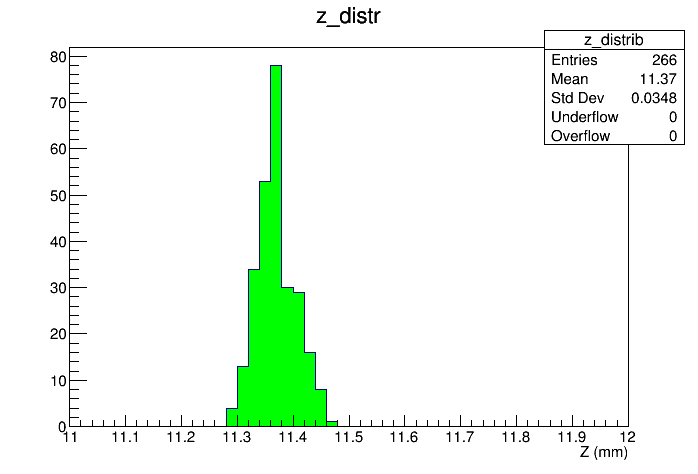 z_distr
z_distrib
Entries 266
Mean 11.37
Std Dev 0.0348
Underflow 0
Overflow 0
80
70
60
50
40
30
20
10
0
11 11.1 11.2 11.3 11.4 11.5 11.6 11.7 11.8 11.9 12
Z (mm)